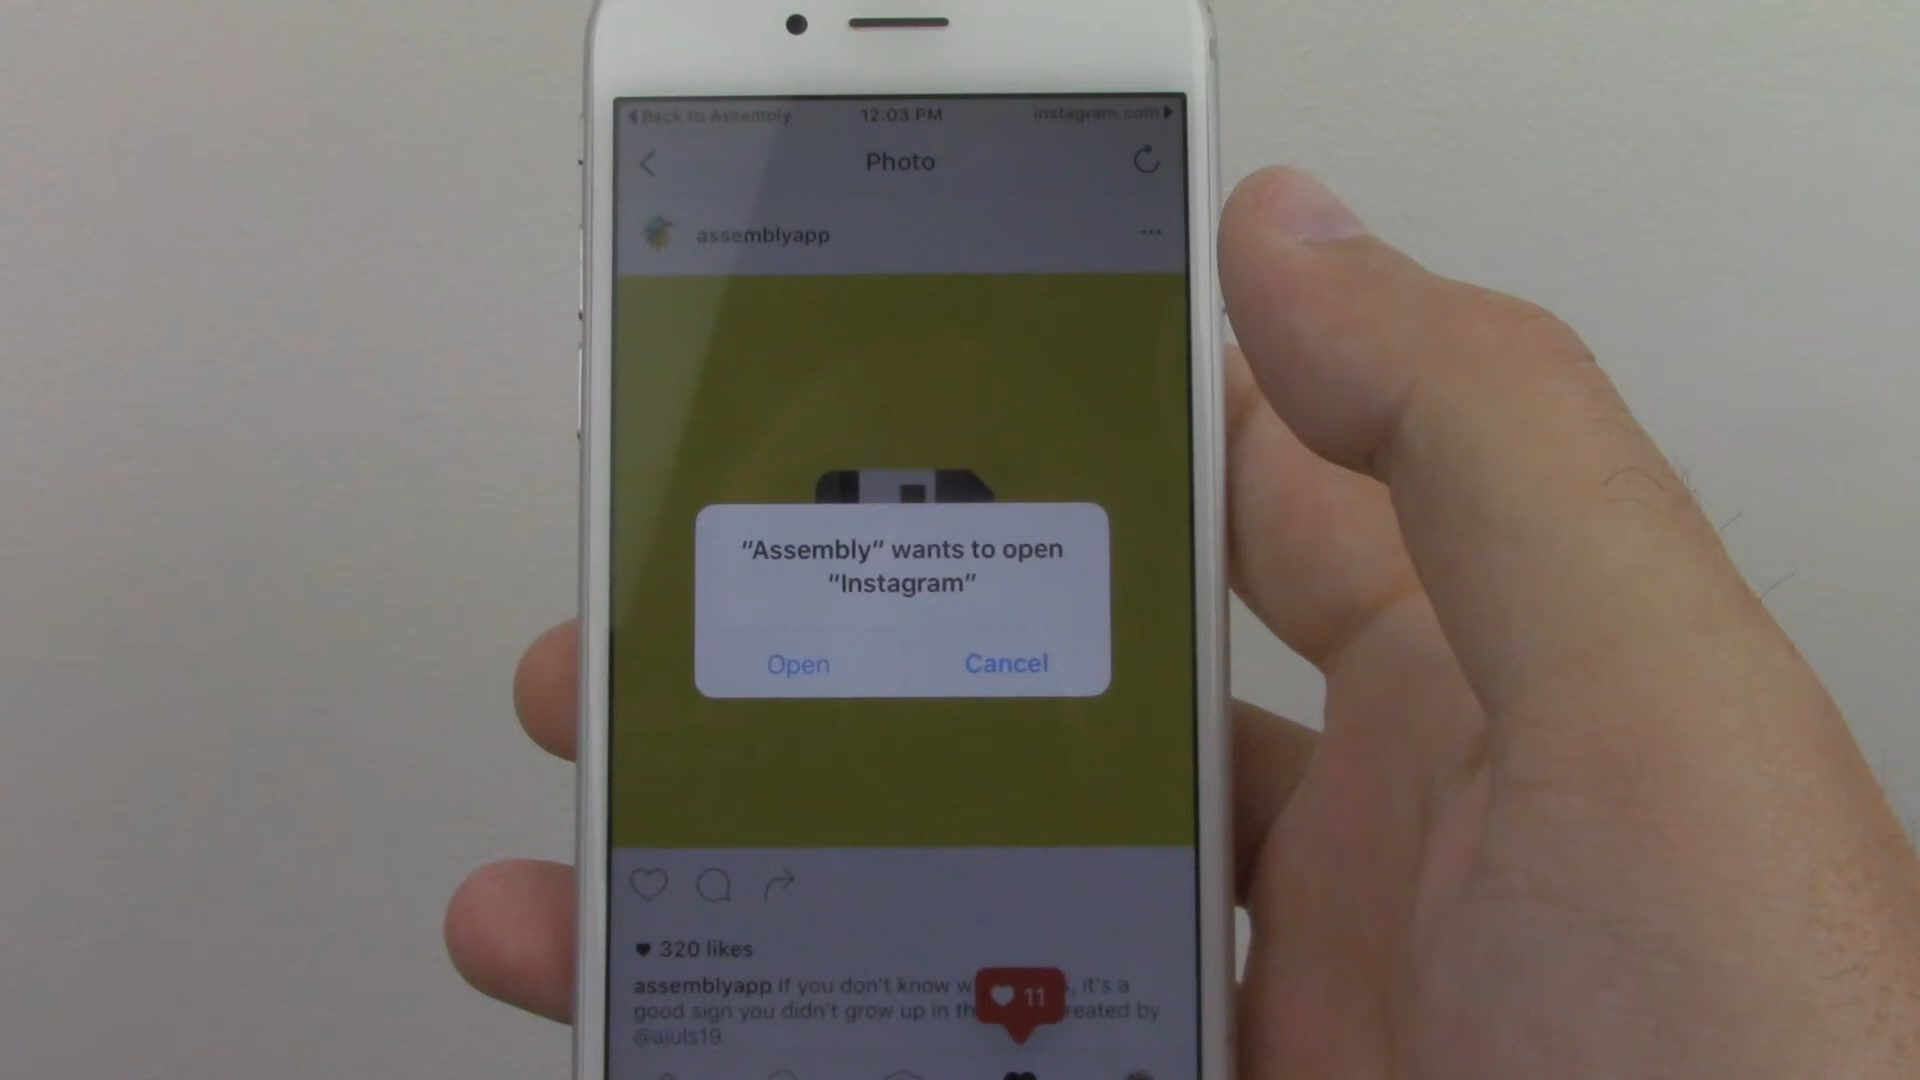 Back to Assembly 12:03 PM instagram.com
Photo
assemblyapp
“Assembly” wants to open
“Instagram”
Open Cancel
320 likes
assemblyapp If you don't know it's a
good sign you didn't grow up in reated by
@ajuls19
11